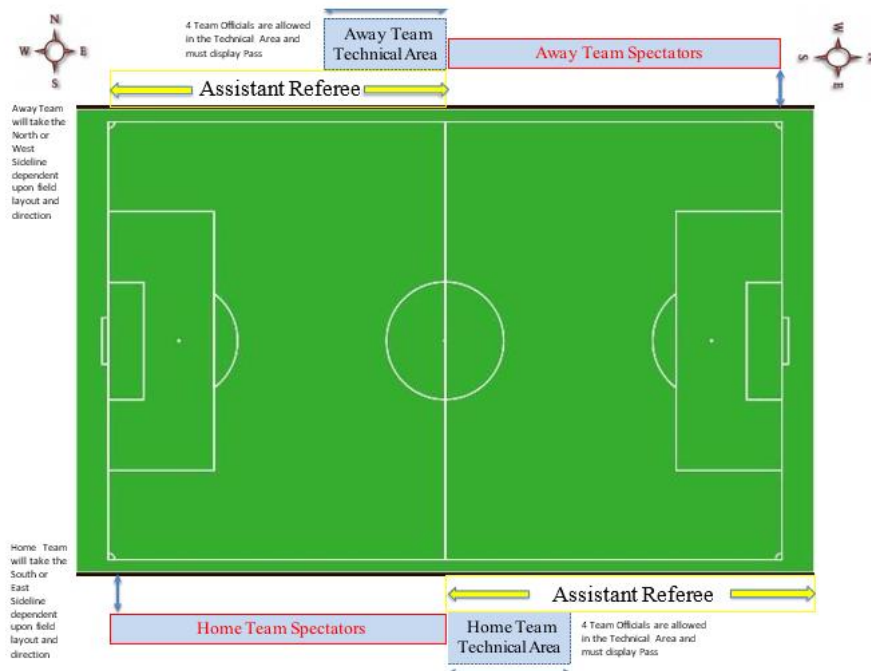 N
W E
S
4 Team Officials are allowed
in the Technical Area and
must display Pass
Away Team
Technical Area
Away Team Spectators
W
S N
E
Assistant Referee
Away Team
will take the
North or
West
Sideline
dependent
upon field
layout and
direction
Home Team
will take the
South or
East
Sideline
dependent
upon field
layout and
direction
Assistant Referee
Home Team Spectators
Home Team
Technical Area
4 Team Officials are allowed
in the Technical Area and
must display Pass